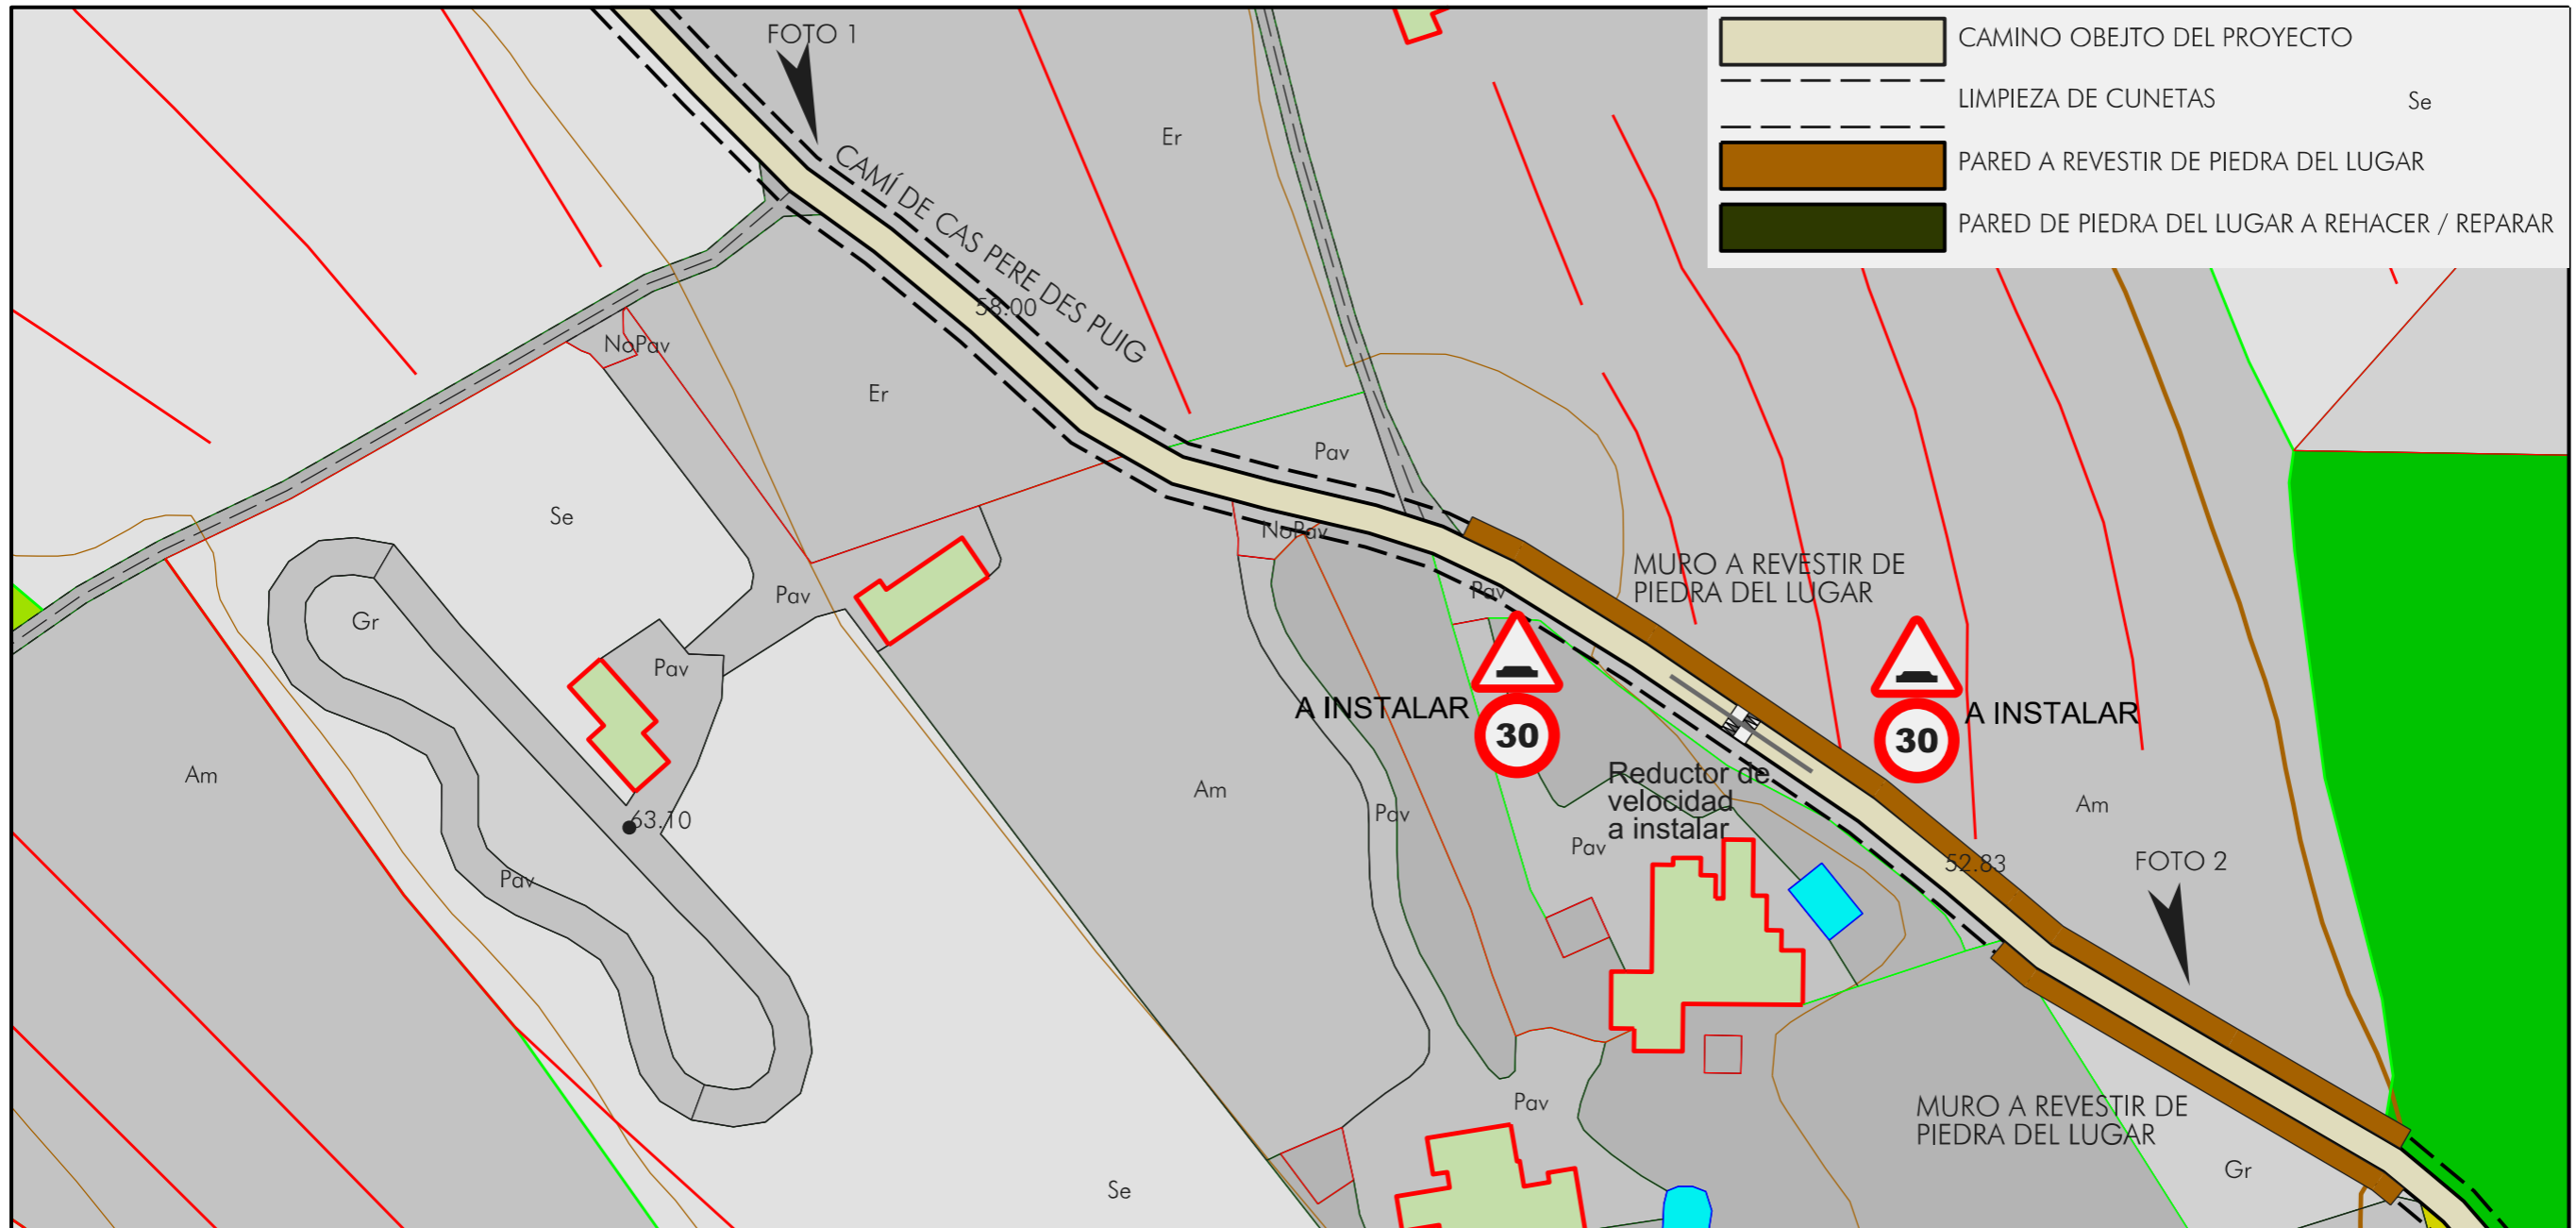 FOTO 1
CAMINO OBEJTO DEL PROYECTO
LIMPIEZA DE CUNETAS
Se
PARED A REVESTIR DE PIEDRA DEL LUGAR
PARED DE PIEDRA DEL LUGAR A REHACER / REPARAR
Er
CAMÍ DE CAS PERE DES PUIG
58.00
NoPav
Er
Pav
Se
NoPav
MURO A REVESTIR DE
PIEDRA DEL LUGAR
Pav
Pav
Gr
Pav
A INSTALAR
30
30
A INSTALAR
Am
Reductor de
velocidad
a instalar
Am
Am
Pav
63.10
Pav
52.83
FOTO 2
Pav
Pav
MURO A REVESTIR DE
PIEDRA DEL LUGAR
Gr
Se